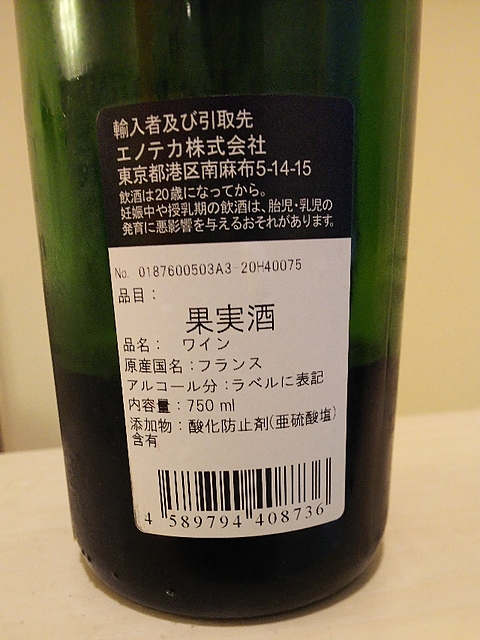 輸入者及び引取先
エノテカ株式会社
東京都港区南麻布5-14-15
飲酒は20歳になってから。
妊娠中や授乳期の飲酒は、胎児・乳児の
発育に悪影響を与えるおそれがあります。
No. 0187600503A3-20H40075
品目：
果実酒
品名： ワイン
原産国名：フランス
アルコール分：ラベルに表記
内容量：750 ml
添加物：酸化防止剤(亜硫酸塩)
含有
4 589794 408736